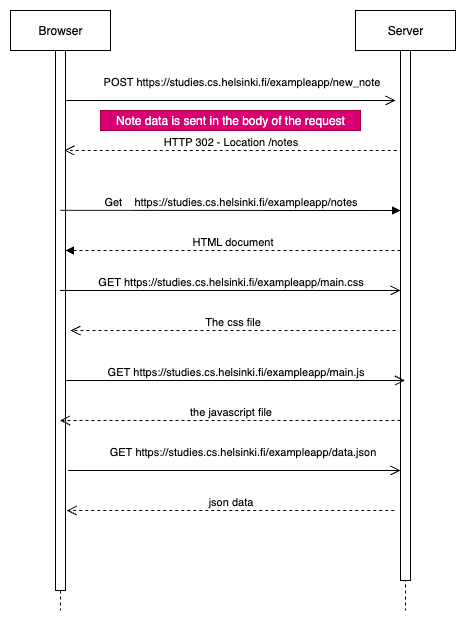 Browser
Server
POST https://studies.cs.helsinki.fi/exampleapp/new_note
Note data is sent in the body of the request
HTTP 302 - Location /notes
Get https://studies.cs.helsinki.fi/exampleapp/notes
HTML document
GET https://studies.cs.helsinki.fi/exampleapp/main.css
The css file
GET https://studies.cs.helsinki.fi/exampleapp/main.js
the javascript file
GET https://studies.cs.helsinki.fi/exampleapp/data.json
json data